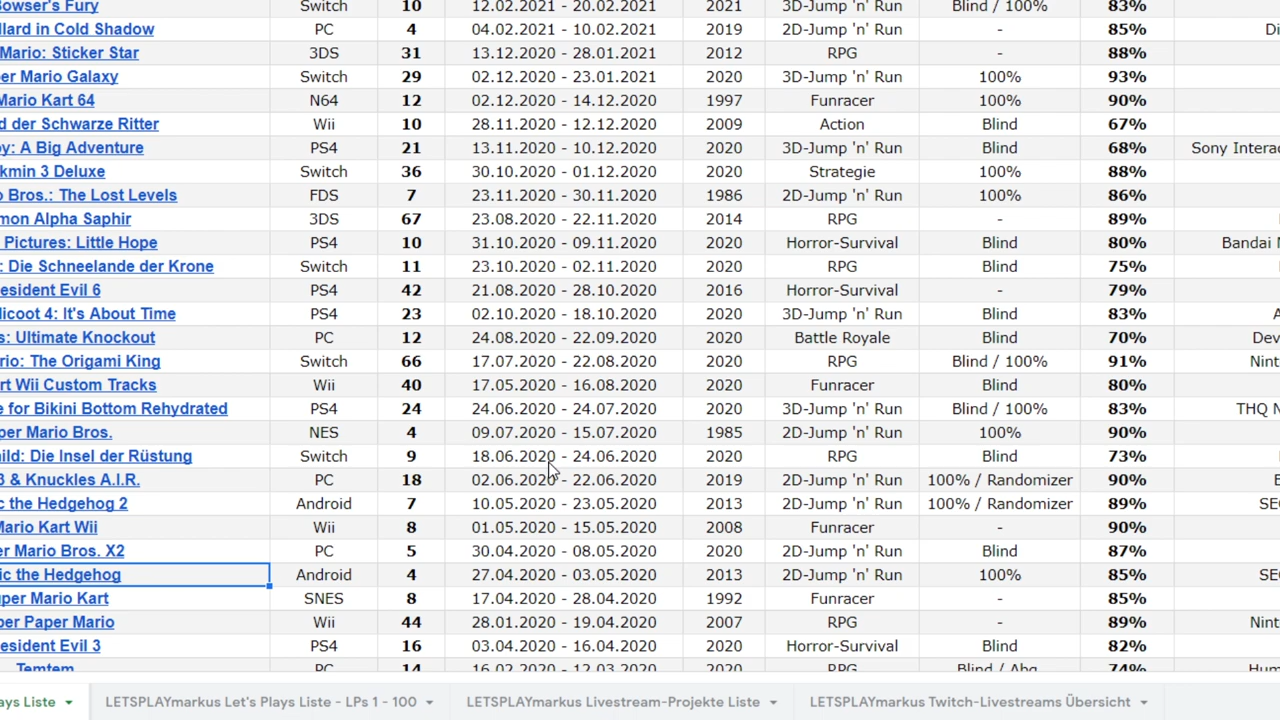 Bowser's Fury Switch 10 12.02.2021 - 20.02.2021 2021 3D-Jump 'n' Run Blind / 100% 83%
llard in Cold Shadow PC 4 04.02.2021 - 10.02.2021 2019 2D-Jump 'n' Run - 85% Di
Mario: Sticker Star 3DS 31 13.12.2020 - 28.01.2021 2012 RPG - 88%
er Mario Galaxy Switch 29 02.12.2020 - 23.01.2021 2020 3D-Jump 'n' Run 100% 93%
Mario Kart 64 N64 12 02.12.2020 - 14.12.2020 1997 Funracer 100% 90%
d der Schwarze Ritter Wii 10 28.11.2020 - 12.12.2020 2009 Action Blind 67%
y: A Big Adventure PS4 21 13.11.2020 - 10.12.2020 2020 3D-Jump 'n' Run Blind 68% Sony Interac
kmin 3 Deluxe Switch 36 30.10.2020 - 01.12.2020 2020 Strategie 100% 88%
o Bros.: The Lost Levels FDS 7 23.11.2020 - 30.11.2020 1986 2D-Jump 'n' Run 100% 86%
mon Alpha Saphir 3DS 67 23.08.2020 - 22.11.2020 2014 RPG - 89%
Pictures: Little Hope PS4 10 31.10.2020 - 09.11.2020 2020 Horror-Survival Blind 80% Bandai N
: Die Schneelande der Krone Switch 11 23.10.2020 - 02.11.2020 2020 RPG Blind 75%
esident Evil 6 PS4 42 21.08.2020 - 28.10.2020 2016 Horror-Survival - 79%
dicoot 4: It's About Time PS4 23 02.10.2020 - 18.10.2020 2020 3D-Jump 'n' Run Blind 83% A
s: Ultimate Knockout PC 12 24.08.2020 - 22.09.2020 2020 Battle Royale Blind 70% Dev
rio: The Origami King Switch 66 17.07.2020 - 22.08.2020 2020 RPG Blind / 100% 91% Nint
rt Wii Custom Tracks Wii 40 17.05.2020 - 16.08.2020 2020 Funracer Blind 80%
e for Bikini Bottom Rehydrated PS4 24 24.06.2020 - 24.07.2020 2020 3D-Jump 'n' Run Blind / 100% 83% THQ N
per Mario Bros. NES 4 09.07.2020 - 15.07.2020 1985 2D-Jump 'n' Run 100% 90%
hild: Die Insel der Rüstung Switch 9 18.06.2020 - 24.06.2020 2020 RPG Blind 73%
3 & Knuckles A.I.R. PC 18 02.06.2020 - 22.06.2020 2019 2D-Jump 'n' Run 100% / Randomizer 90% E
ic the Hedgehog 2 Android 7 10.05.2020 - 23.05.2020 2013 2D-Jump 'n' Run 100% / Randomizer 89% SE
Mario Kart Wii Wii 8 01.05.2020 - 15.05.2020 2008 Funracer - 90%
er Mario Bros. X2 PC 5 30.04.2020 - 08.05.2020 2020 2D-Jump 'n' Run Blind 87%
ic the Hedgehog Android 4 27.04.2020 - 03.05.2020 2013 2D-Jump 'n' Run 100% 85% SE
uper Mario Kart SNES 8 17.04.2020 - 28.04.2020 1992 Funracer - 85%
per Paper Mario Wii 44 28.01.2020 - 19.04.2020 2007 RPG - 89% Nint
esident Evil 3 PS4 16 03.04.2020 - 16.04.2020 2020 Horror-Survival Blind 82%
Temtem PC 14 16.02.2020 - 12.03.2020 2020 RPG Blind / Abg. 74% Hum
ays Liste LETSPLAYmarkus Let's Plays Liste - LPs 1 - 100 LETSPLAYmarkus Livestream-Projekte Liste LETSPLAYmarkus Twitch-Livestreams Übersicht